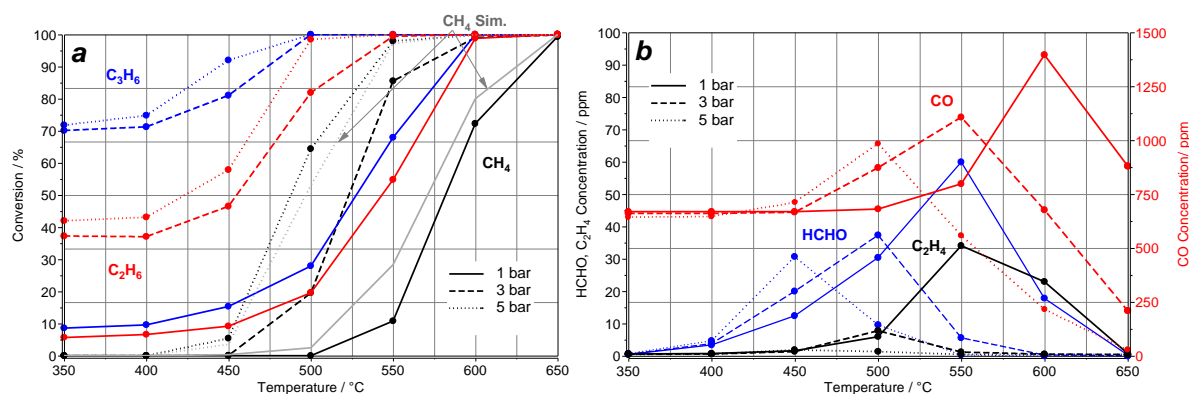 a
CH4 Sim.
C3H6
C2H6
CH4
1 bar
3 bar
5 bar
100
90
80
70
60
50
40
30
20
10
0
Conversion / %
350 400 450 500 550 600 650
Temperature / °C
b
1 bar
3 bar
5 bar
CO
HCHO
C2H4
100
90
80
70
60
50
40
30
20
10
0
HCHO, C2H4 Concentration / ppm
350 400 450 500 550 600 650
Temperature / °C
1500
1250
1000
750
500
250
0
CO Concentration/ ppm